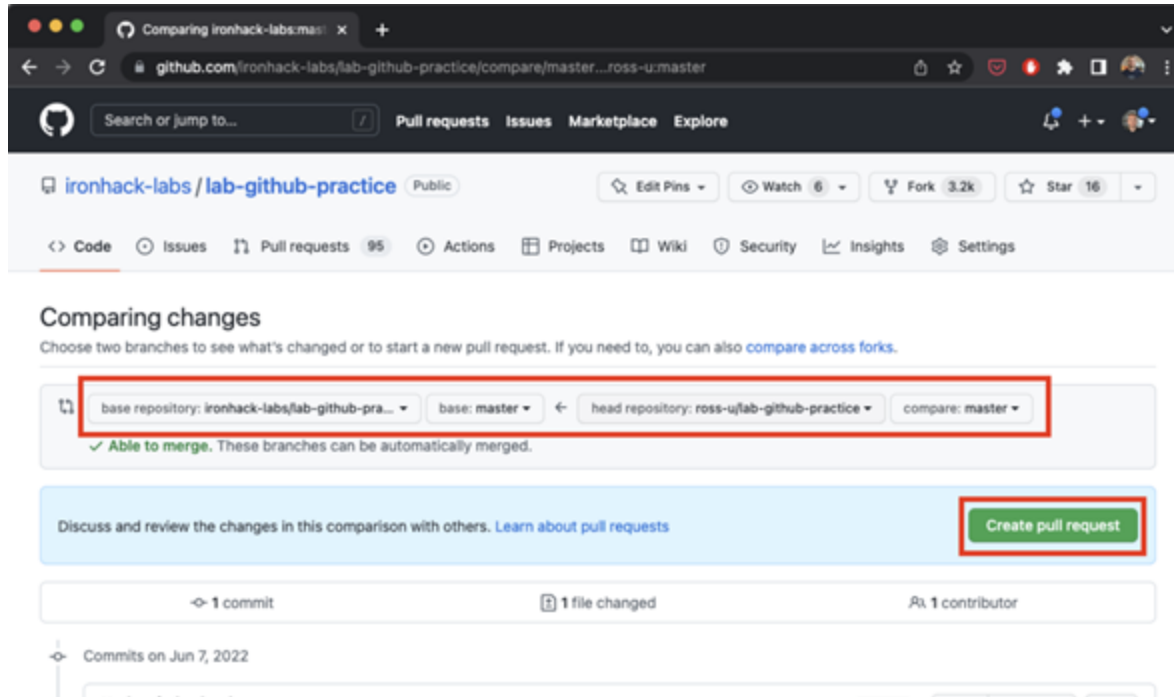 Comparing ironhack-labs:mast
github.com/ironhack-labs/lab-github-practice/compare/master...ross-u:master
Search or jump to... / Pull requests Issues Marketplace Explore
ironhack-labs / lab-github-practice Public Edit Pins Watch 6 Fork 3.2k Star 16
Code Issues Pull requests 95 Actions Projects Wiki Security Insights Settings
Comparing changes
Choose two branches to see what's changed or to start a new pull request. If you need to, you can also compare across forks.
base repository: ironhack-labs/lab-github-pra... base: master head repository: ross-u/lab-github-practice compare: master
Able to merge. These branches can be automatically merged.
Discuss and review the changes in this comparison with others. Learn about pull requests Create pull request
1 commit 1 file changed 1 contributor
Commits on Jun 7, 2022